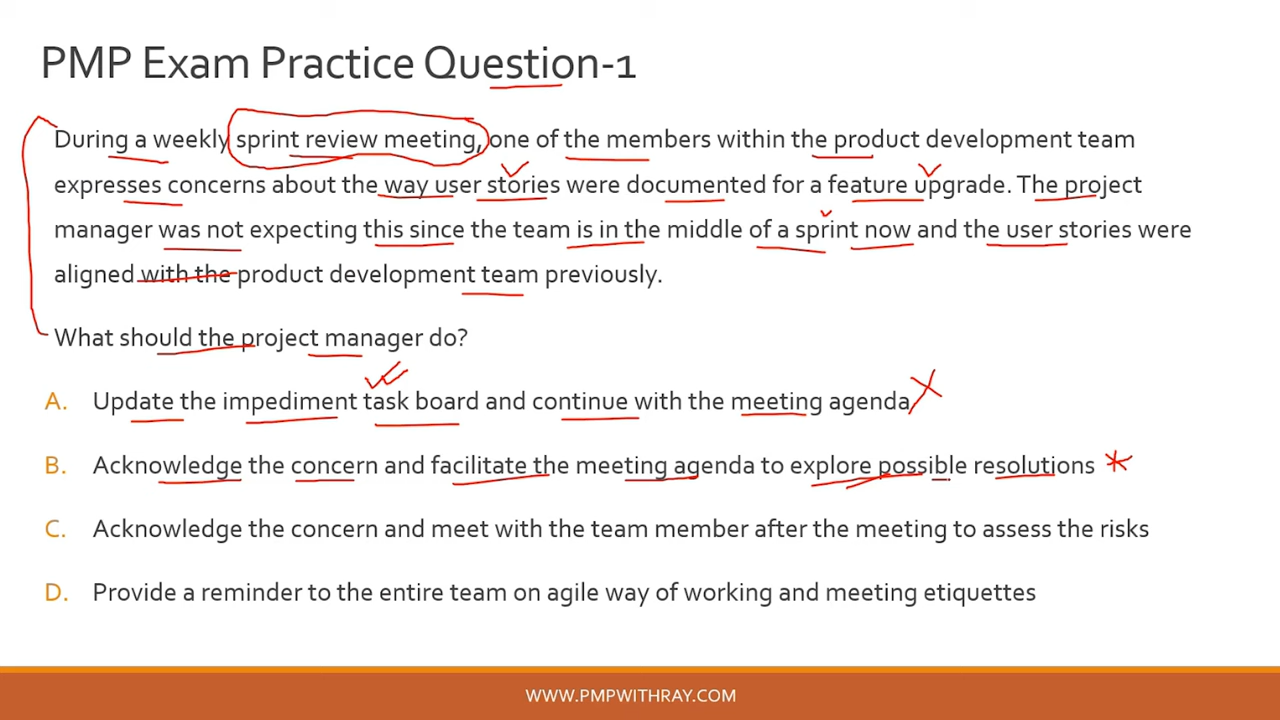 PMP Exam Practice Question-1
During a weekly sprint review meeting, one of the members within the product development team
expresses concerns about the way user stories were documented for a feature upgrade. The project
manager was not expecting this since the team is in the middle of a sprint now and the user stories were
aligned with the product development team previously.
What should the project manager do?
A. Update the impediment task board and continue with the meeting agenda
B. Acknowledge the concern and facilitate the meeting agenda to explore possible resolutions
C. Acknowledge the concern and meet with the team member after the meeting to assess the risks
D. Provide a reminder to the entire team on agile way of working and meeting etiquettes
WWW.PMPWITHRAY.COM